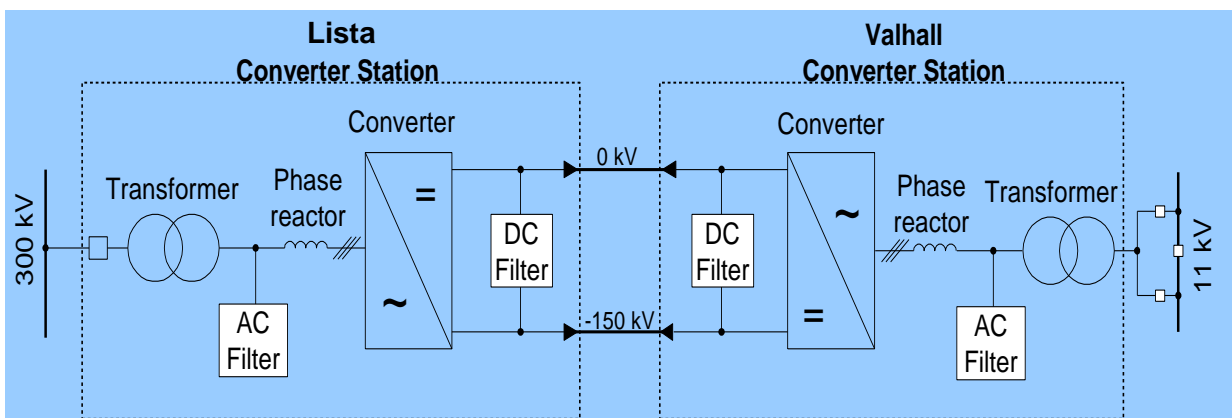 Lista
Converter Station
Valhall
Converter Station
300 kV
Transformer
Phase
reactor
AC
Filter
Converter
=
~
DC
Filter
0 kV
-150 kV
DC
Filter
Converter
~
=
Phase
reactor
AC
Filter
Transformer
11 kV